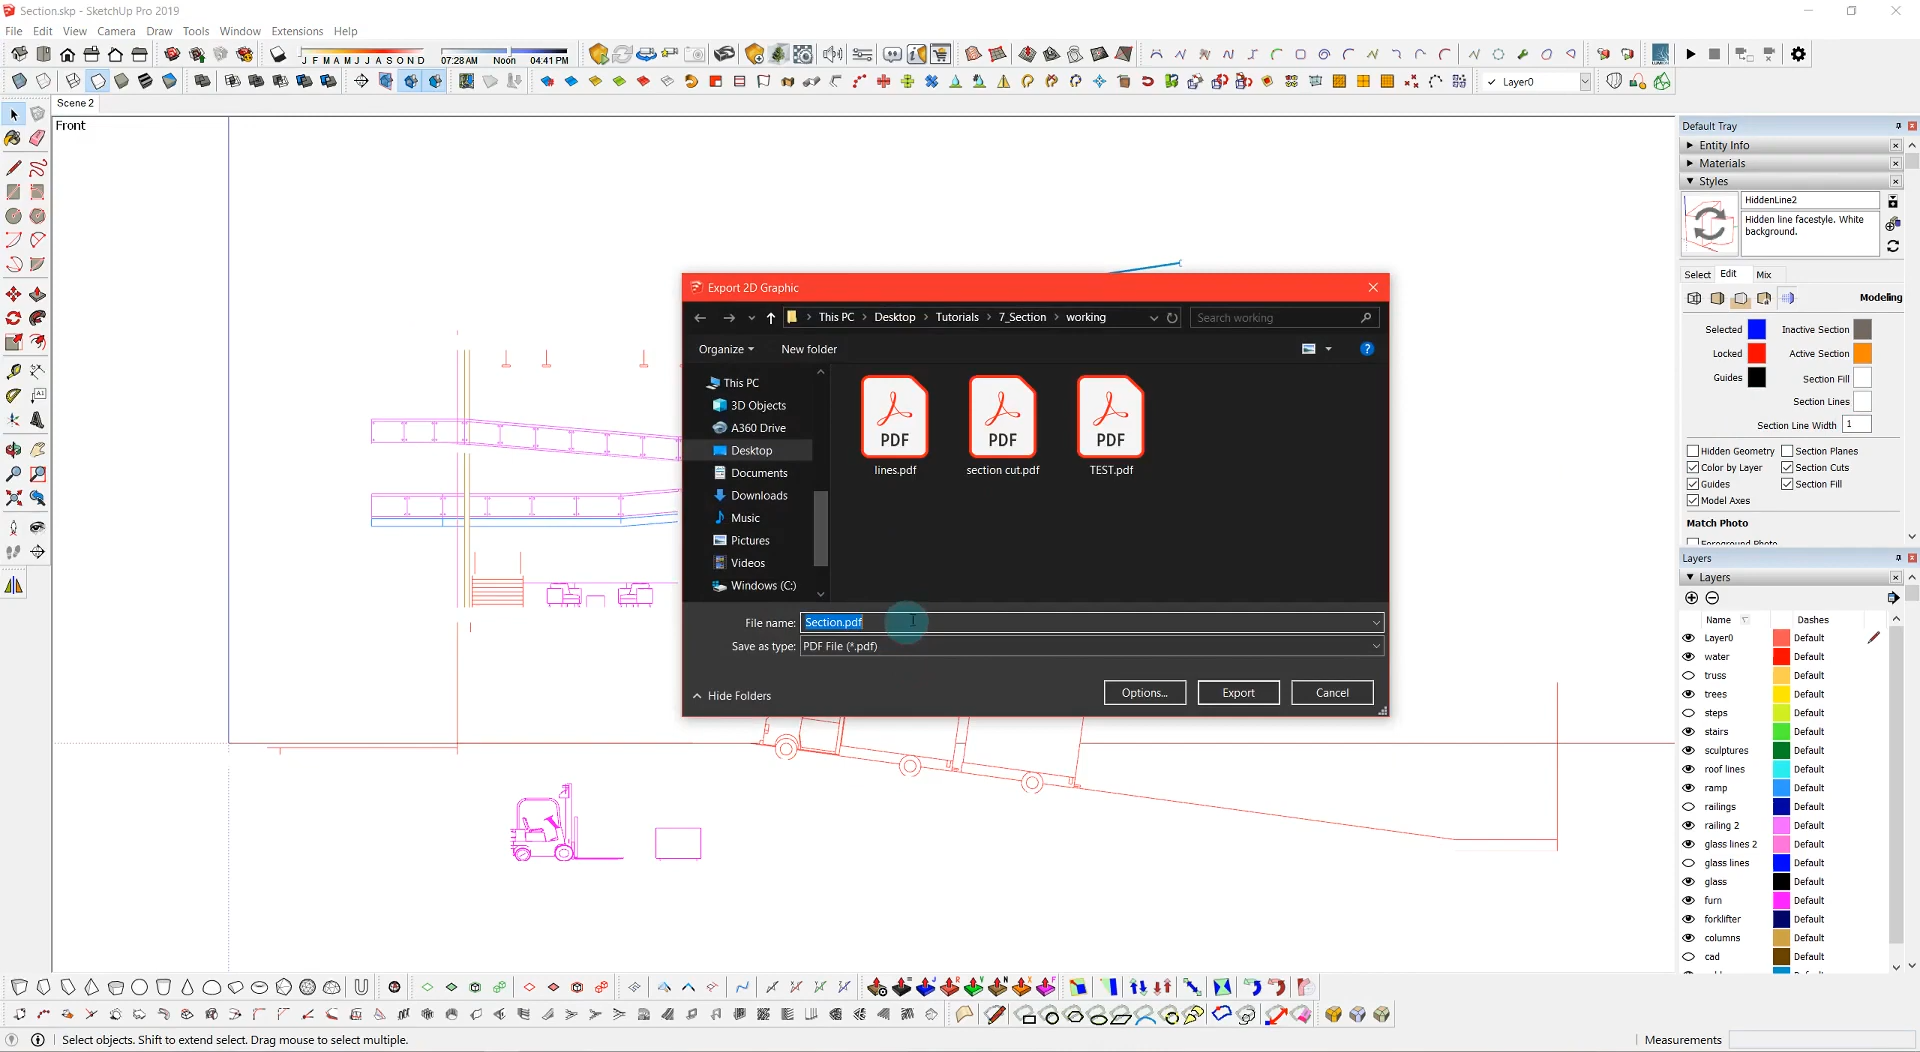 Section.skp - SketchUp Pro 2019
File Edit View Camera Draw Tools Window Extensions Help
J F M A M J J A S O N D 07:28 AM Noon 04:41 PM
Layer0
Scene 2
Front
Export 2D Graphic
This PC Desktop Tutorials 7_Section working
Search working
Organize New folder
This PC
3D Objects
A360 Drive
Desktop
Documents
Downloads
Music
Pictures
Videos
Windows (C:)
PDF PDF PDF
lines.pdf section cut.pdf TEST.pdf
File name: Section.pdf
Save as type: PDF File (*.pdf)
Hide Folders
Options... Export Cancel
Default Tray
Entity Info
Materials
Styles
HiddenLine2
Hidden line facestyle. White
background.
Select Edit Mix
Modeling
Selected Inactive Section
Locked Active Section
Guides Section Fill
Section Lines
Section Line Width 1
Hidden Geometry Section Planes
Color by Layer Section Cuts
Guides Section Fill
Model Axes
Match Photo
Foreground Photo
Layers
Layers
Name Dashes
Layer0 Default
water Default
truss Default
trees Default
steps Default
stairs Default
sculptures Default
roof lines Default
ramp Default
railings Default
railing 2 Default
glass lines 2 Default
glass lines Default
glass Default
furn Default
forklifter Default
columns Default
cad Default
Select objects. Shift to extend select. Drag mouse to select multiple.
Measurements